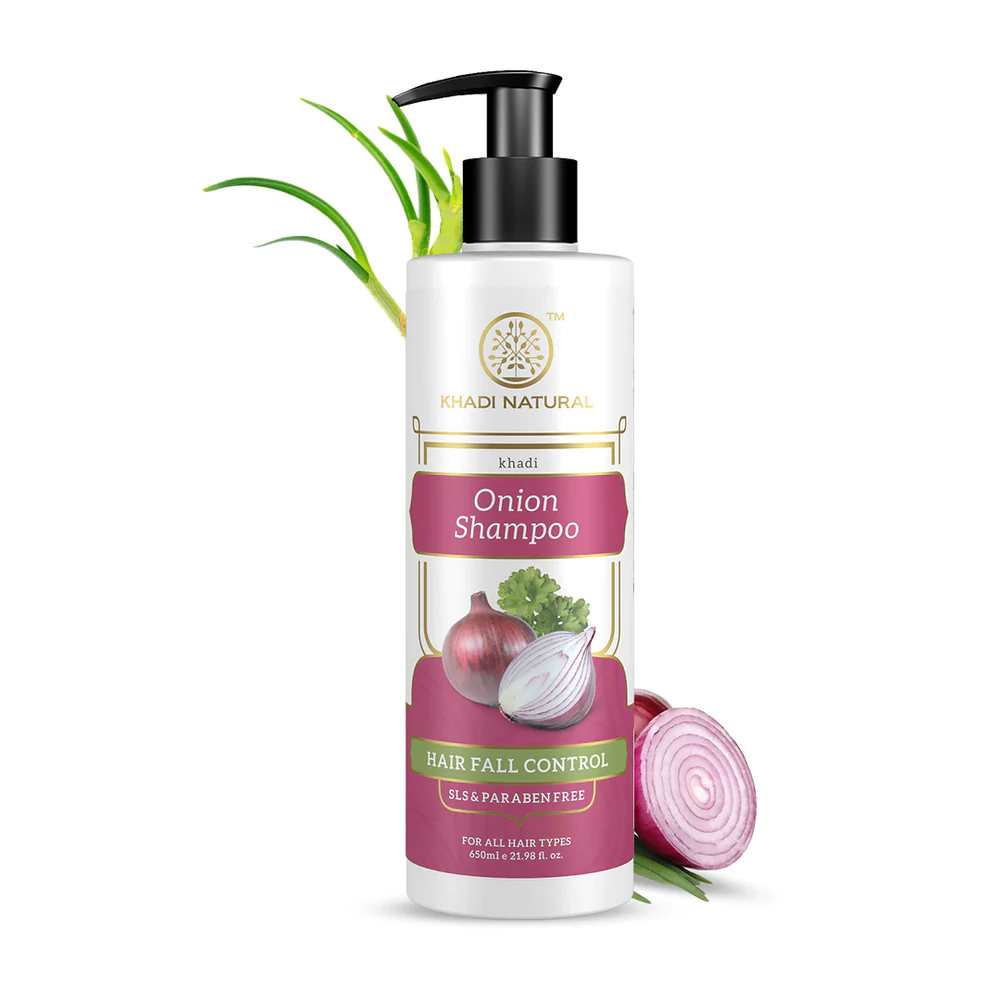 TM
KHADI NATURAL
khadi
Onion
Shampoo
HAIR FALL CONTROL
SLS & PARABEN FREE
FOR ALL HAIR TYPES
650ml e 21.98 fl. oz.